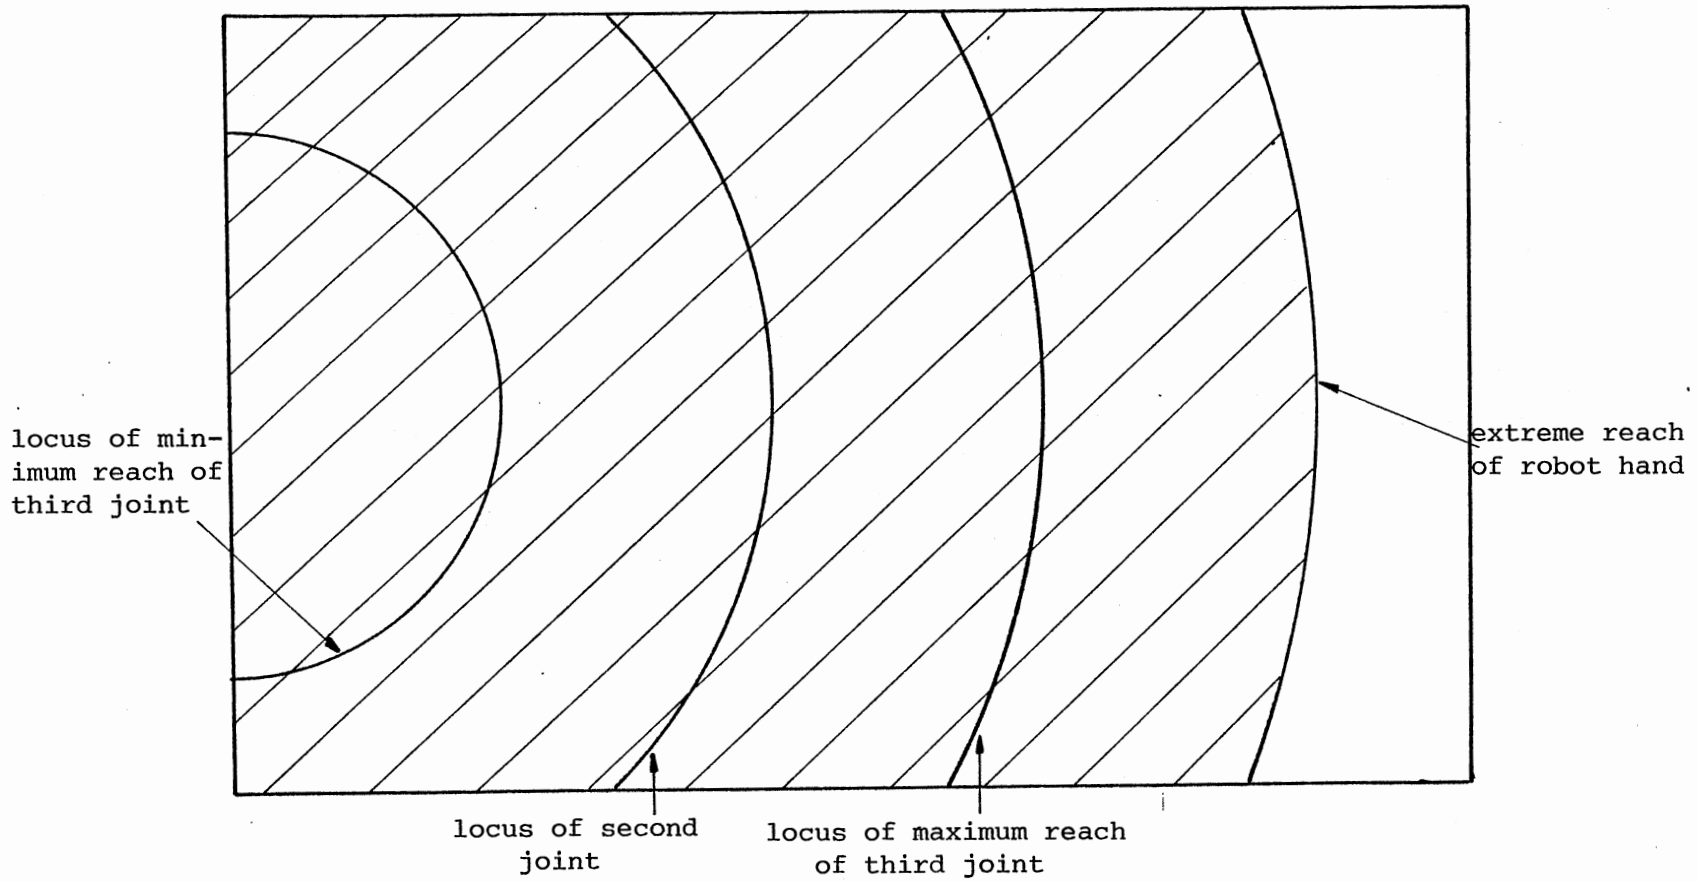 locus of min-
imum reach of
third joint
extreme reach
of robot hand
locus of second
joint
locus of maximum reach
of third joint